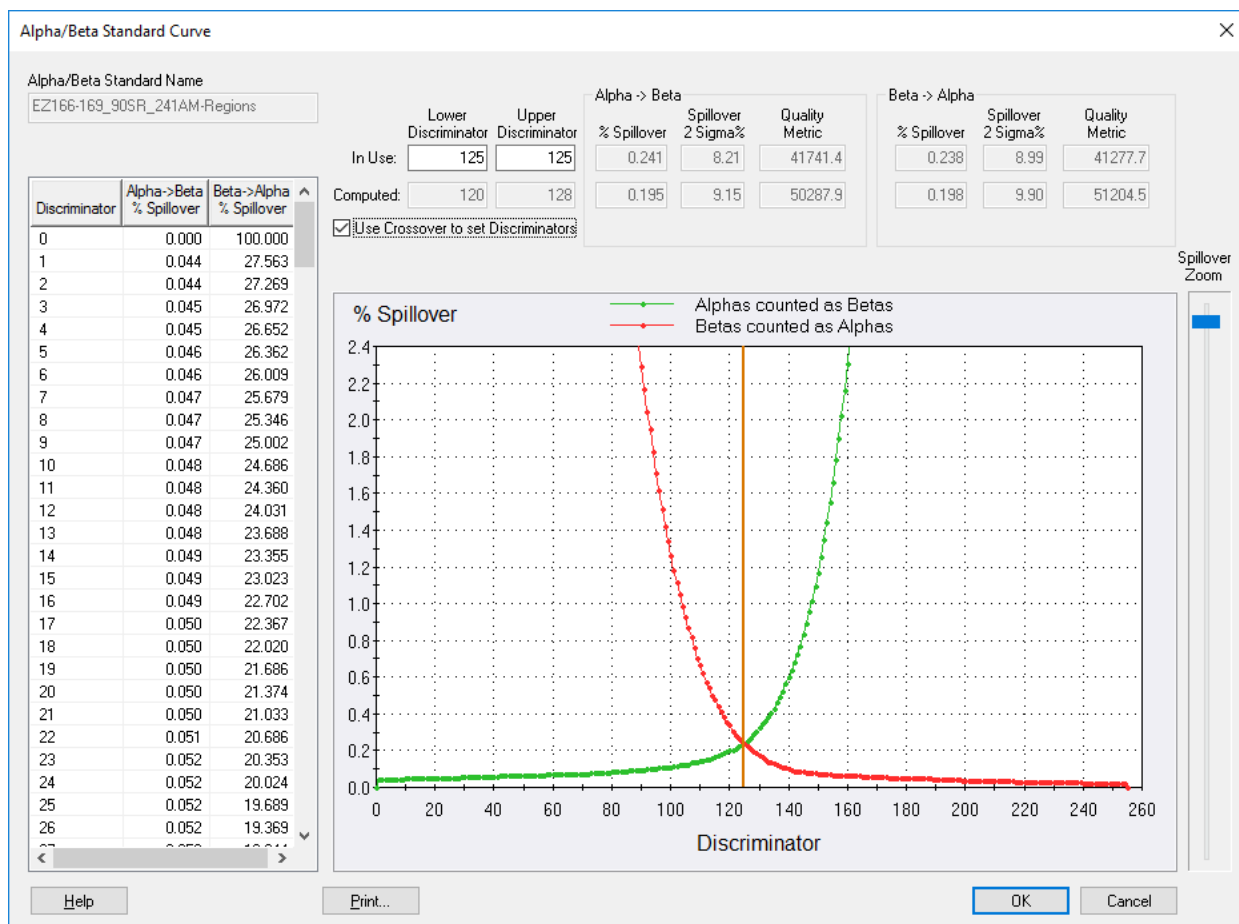 Alpha/Beta Standard Curve
Alpha/Beta Standard Name
EZ166-169_90SR_241AM-Regions
Lower Discriminator Upper Discriminator
Alpha -> Beta
% Spillover Spillover 2 Sigma% Quality Metric
Beta -> Alpha
% Spillover Spillover 2 Sigma% Quality Metric
In Use: 125 125 0.241 8.21 41741.4 0.238 8.99 41277.7
Computed: 120 128 0.195 9.15 50287.9 0.198 9.90 51204.5
Use Crossover to set Discriminators
Discriminator Alpha->Beta % Spillover Beta->Alpha % Spillover
0 0.000 100.000
1 0.044 27.563
2 0.044 27.269
3 0.045 26.972
4 0.045 26.652
5 0.046 26.362
6 0.046 26.009
7 0.047 25.679
8 0.047 25.346
9 0.047 25.002
10 0.048 24.686
11 0.048 24.360
12 0.048 24.031
13 0.048 23.688
14 0.049 23.355
15 0.049 23.023
16 0.049 22.702
17 0.050 22.367
18 0.050 22.020
19 0.050 21.686
20 0.050 21.374
21 0.050 21.033
22 0.051 20.686
23 0.052 20.353
24 0.052 20.024
25 0.052 19.689
26 0.052 19.369
Spillover Zoom
% Spillover
Alphas counted as Betas
Betas counted as Alphas
2.4
2.2
2.0
1.8
1.6
1.4
1.2
1.0
0.8
0.6
0.4
0.2
0.0
0 20 40 60 80 100 120 140 160 180 200 220 240 260
Discriminator
Help
Print...
OK
Cancel